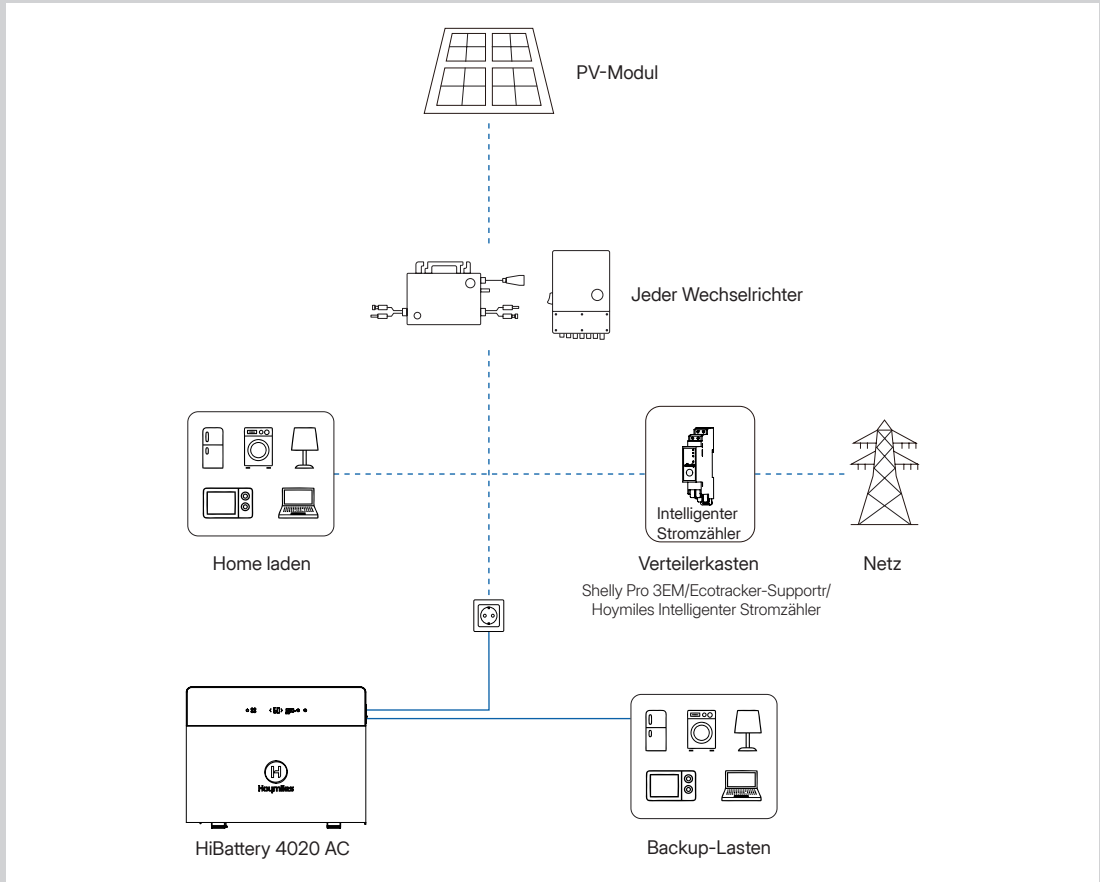 PV-Modul
Jeder Wechselrichter
Intelligenter
Stromzähler
Home laden
Verteilerkasten
Netz
Shelly Pro 3EM/Ecotracker-Supportr/
Hoymiles Intelligenter Stromzähler
Hoymiles
HiBattery 4020 AC
Backup-Lasten